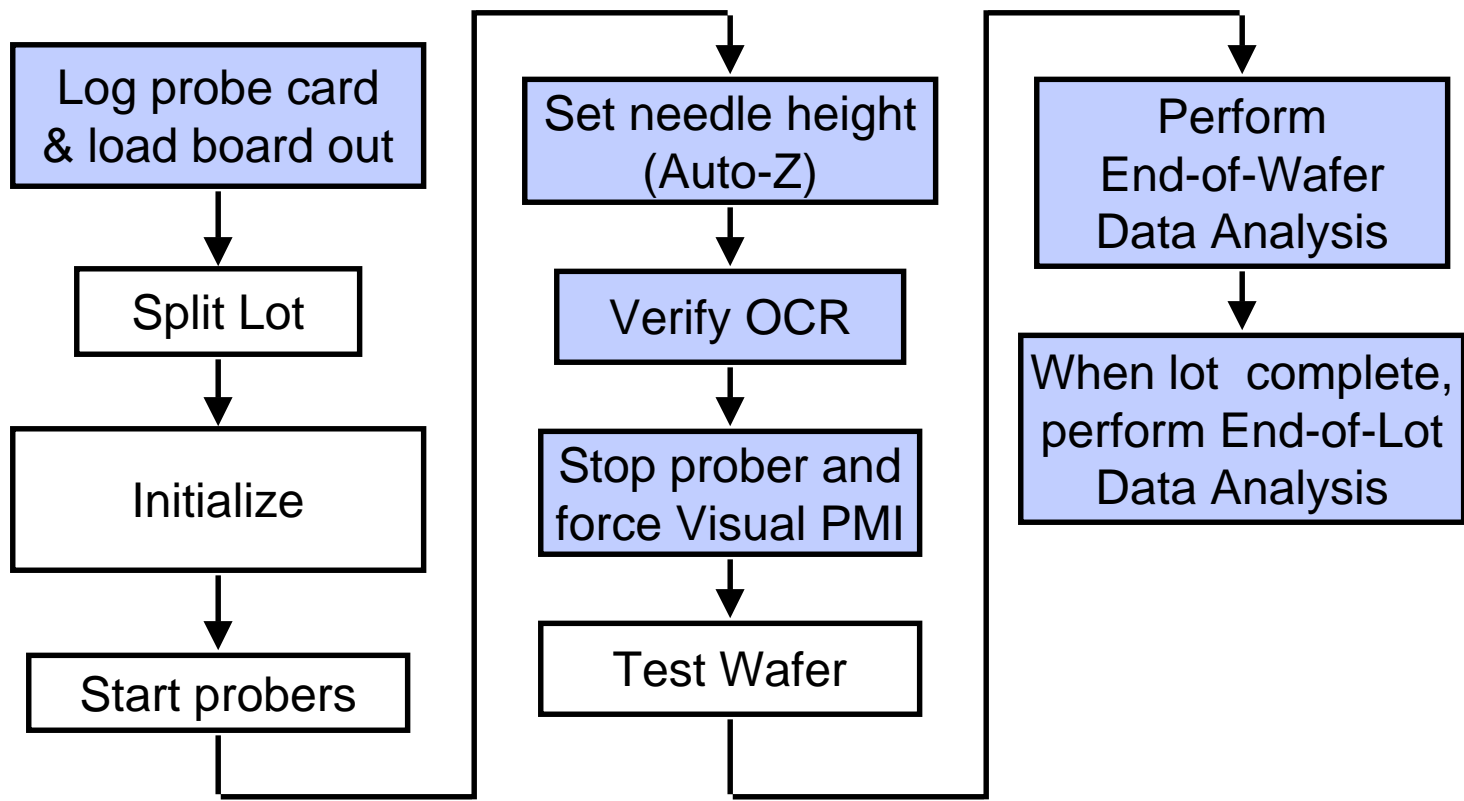 Log probe card
& load board out
Split Lot
Initialize
Start probers
Set needle height
(Auto-Z)
Verify OCR
Stop prober and
force Visual PMI
Test Wafer
Perform
End-of-Wafer
Data Analysis
When lot complete,
perform End-of-Lot
Data Analysis